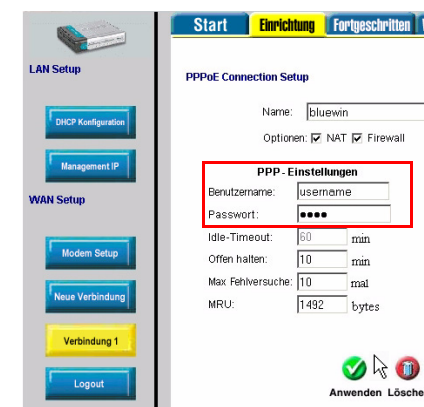 Start Einrichtung Fortgeschritten
LAN Setup
PPPoE Connection Setup
DHCP Konfiguration
Name: bluewin
Optionen: NAT Firewall
Management IP
PPP - Einstellungen
Benutzername: username
WAN Setup
Passwort: ●●●●
Idle-Timeout: 60 min
Modem Setup
Offen halten: 10 min
Max Fehlversuche: 10 mal
Neue Verbindung
MRU: 1492 bytes
Verbindung 1
Logout
Anwenden Lösche